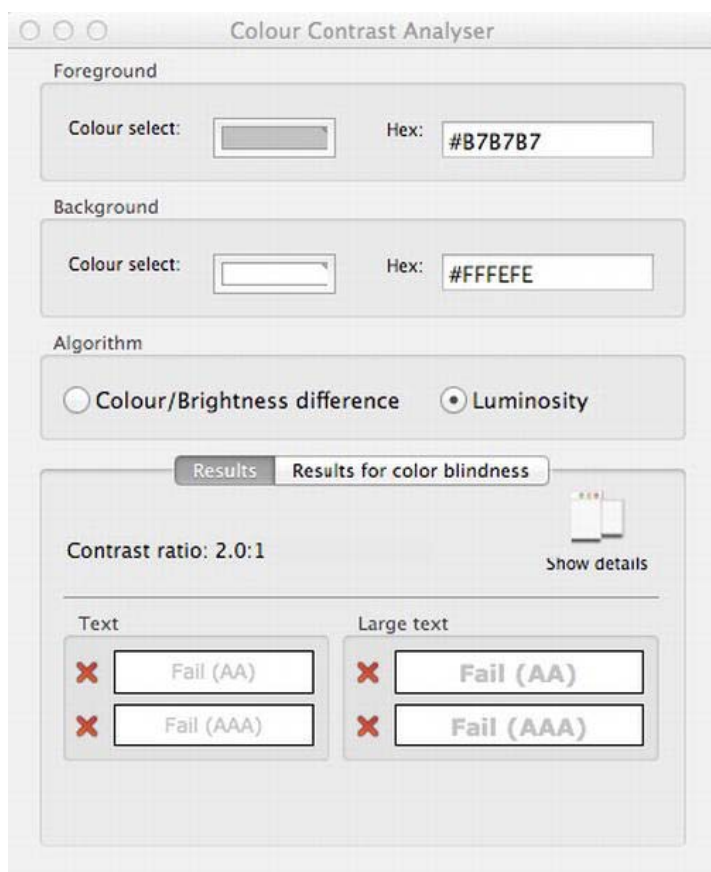 Colour Contrast Analyser
Foreground
Colour select:
Hex:
#B7B7B7
Background
Colour select:
Hex:
#FFFEFE
Algorithm
Colour/Brightness difference
Luminosity
Results
Results for color blindness
Contrast ratio: 2.0:1
Show details
Text
Large text
Fail (AA)
Fail (AA)
Fail (AAA)
Fail (AAA)